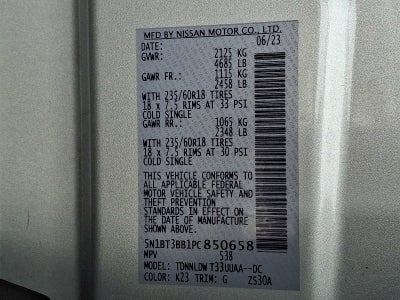 MFD BY NISSAN MOTOR CO., LTD.
DATE: 06/23
GVWR: 2125 KG
4685 LB
GAWR FR.: 1115 KG
2458 LB
WITH 235/60R18 TIRES
18 x 7.5 RIMS AT 33 PSI
COLD SINGLE
GAWR RR.: 1065 KG
2348 LB
WITH 235/60R18 TIRES
18 x 7.5 RIMS AT 30 PSI
COLD SINGLE
THIS VEHICLE CONFORMS TO
ALL APPLICABLE FEDERAL
MOTOR VEHICLE SAFETY AND
THEFT PREVENTION
STANDARDS IN EFFECT ON THE
DATE OF MANUFACTURE
SHOWN ABOVE.
5N1BT3BB1PC850658
MPV 538
MODEL: TDNNLDWT33UUAA--DC
COLOR: K23 TRIM: G ZS30A